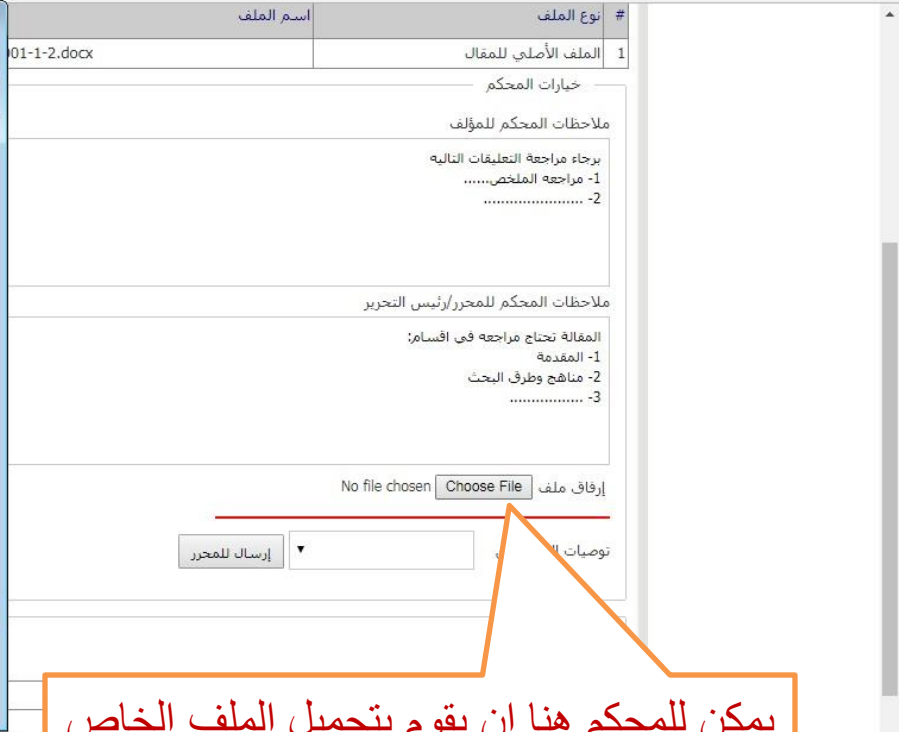 # نوع الملف اسم الملف
1 الملف الأصلي للمقال 01-1-2.docx
خيارات المحكم
ملاحظات المحكم للمؤلف
برجاء مراجعة التعليقات التاليه
1- مراجعه الملخص......
2- .......................
ملاحظات المحكم للمحرر/رئيس التحرير
المقالة تحتاج مراجعه في اقسام:
1- المقدمة
2- مناهج وطرق البحث
3- .................
إرفاق ملف Choose File No file chosen
توصيات
إرسال للمحرر
يمكن للمحكم هنا ان يقوم بتحميل الملف الخاص